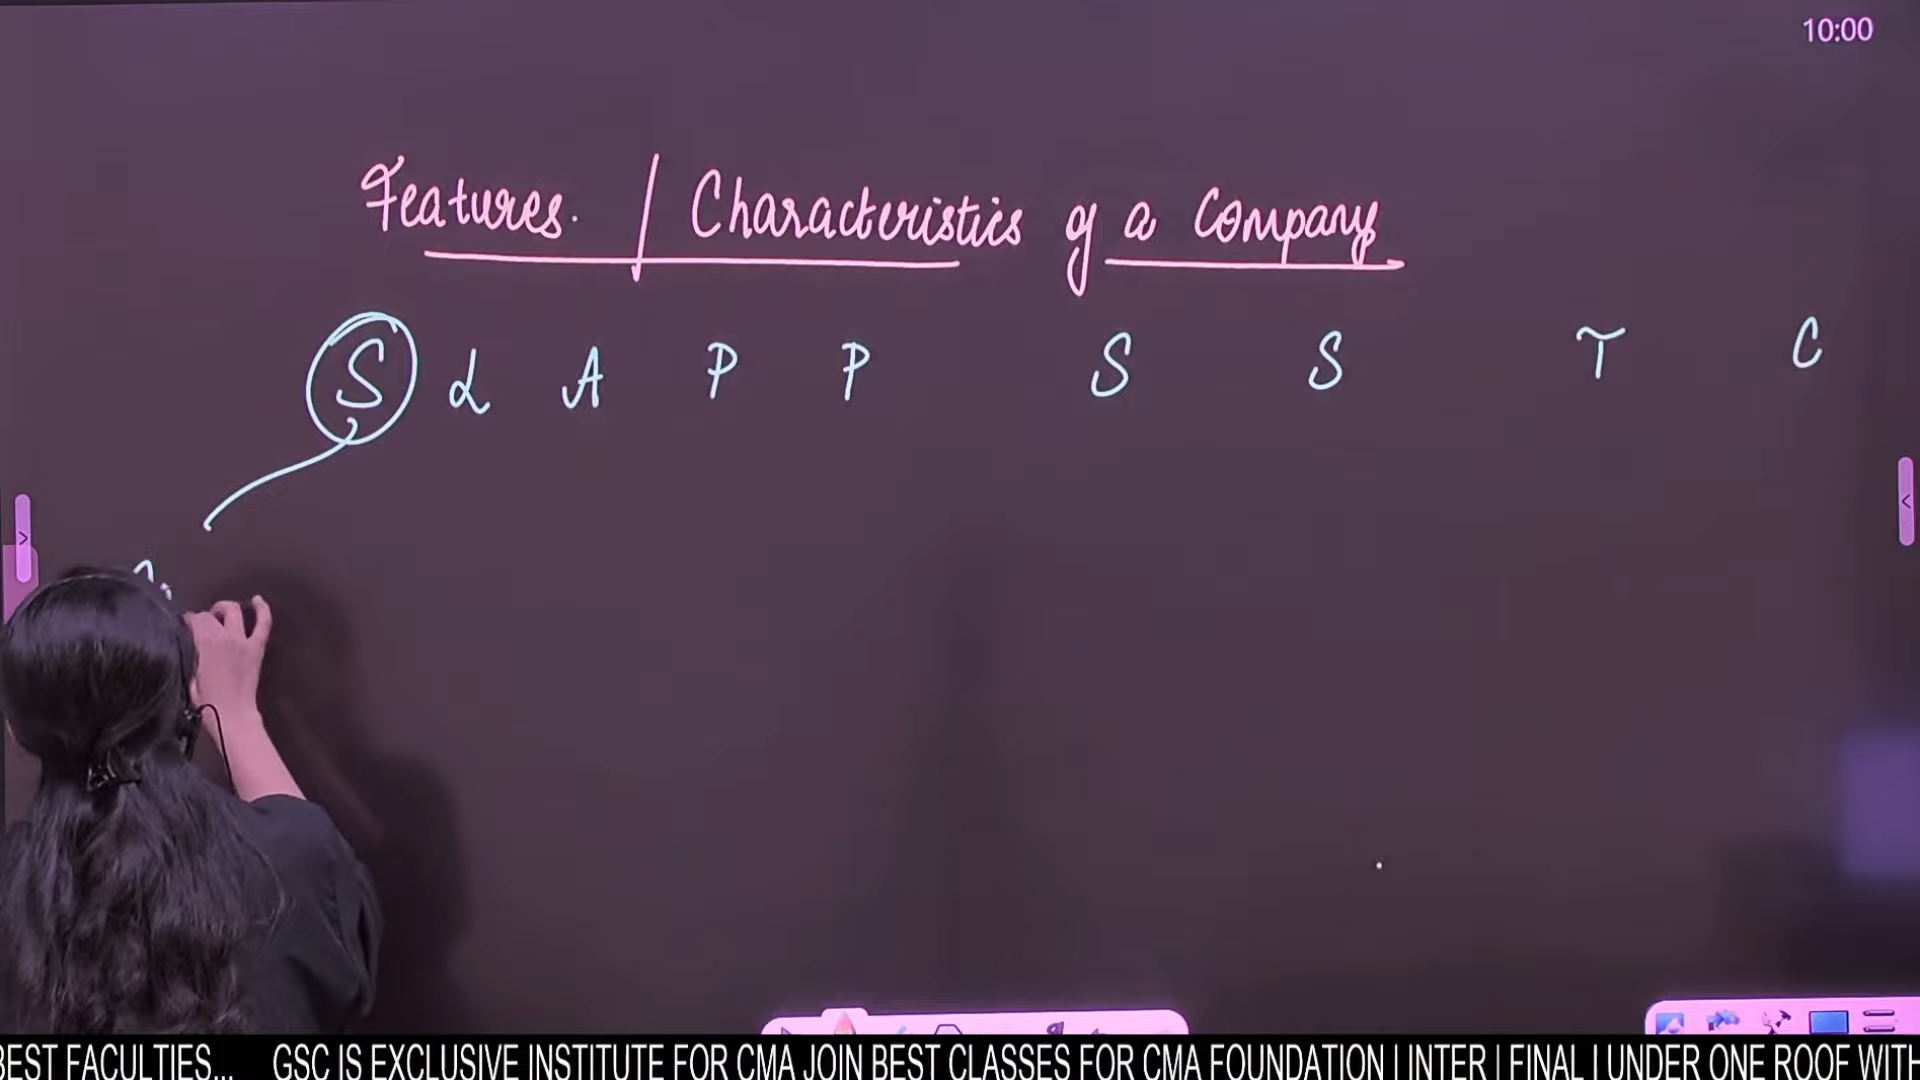 10:00
Features. / Characteristics of a Company
S L A P P S S T C
BEST FACULTIES... GSC IS EXCLUSIVE INSTITUTE FOR CMA JOIN BEST CLASSES FOR CMA FOUNDATION | INTER | FINAL | UNDER ONE ROOF WITH